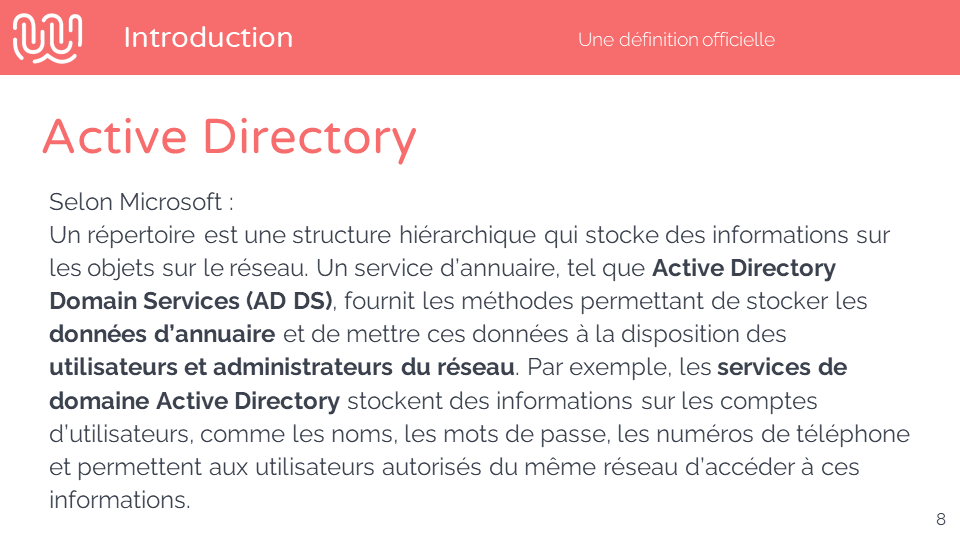 Introduction
Une définition officielle
Active Directory
Selon Microsoft :
Un répertoire est une structure hiérarchique qui stocke des informations sur
les objets sur le réseau. Un service d’annuaire, tel que Active Directory
Domain Services (AD DS), fournit les méthodes permettant de stocker les
données d’annuaire et de mettre ces données à la disposition des
utilisateurs et administrateurs du réseau. Par exemple, les services de
domaine Active Directory stockent des informations sur les comptes
d’utilisateurs, comme les noms, les mots de passe, les numéros de téléphone
et permettent aux utilisateurs autorisés du même réseau d’accéder à ces
informations.
8